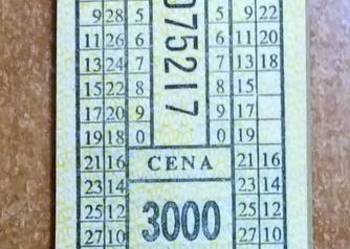 9 28 5 5 9 22
11 26 6 6 11 20
13 24 7 7 13 18
15 22 8 8 15
17 20 9 9 17
19 18 0 0 19
075217
21 16 CENA 21 16
23 14 23 14
25 12 3000 25 12
27 10 27 10